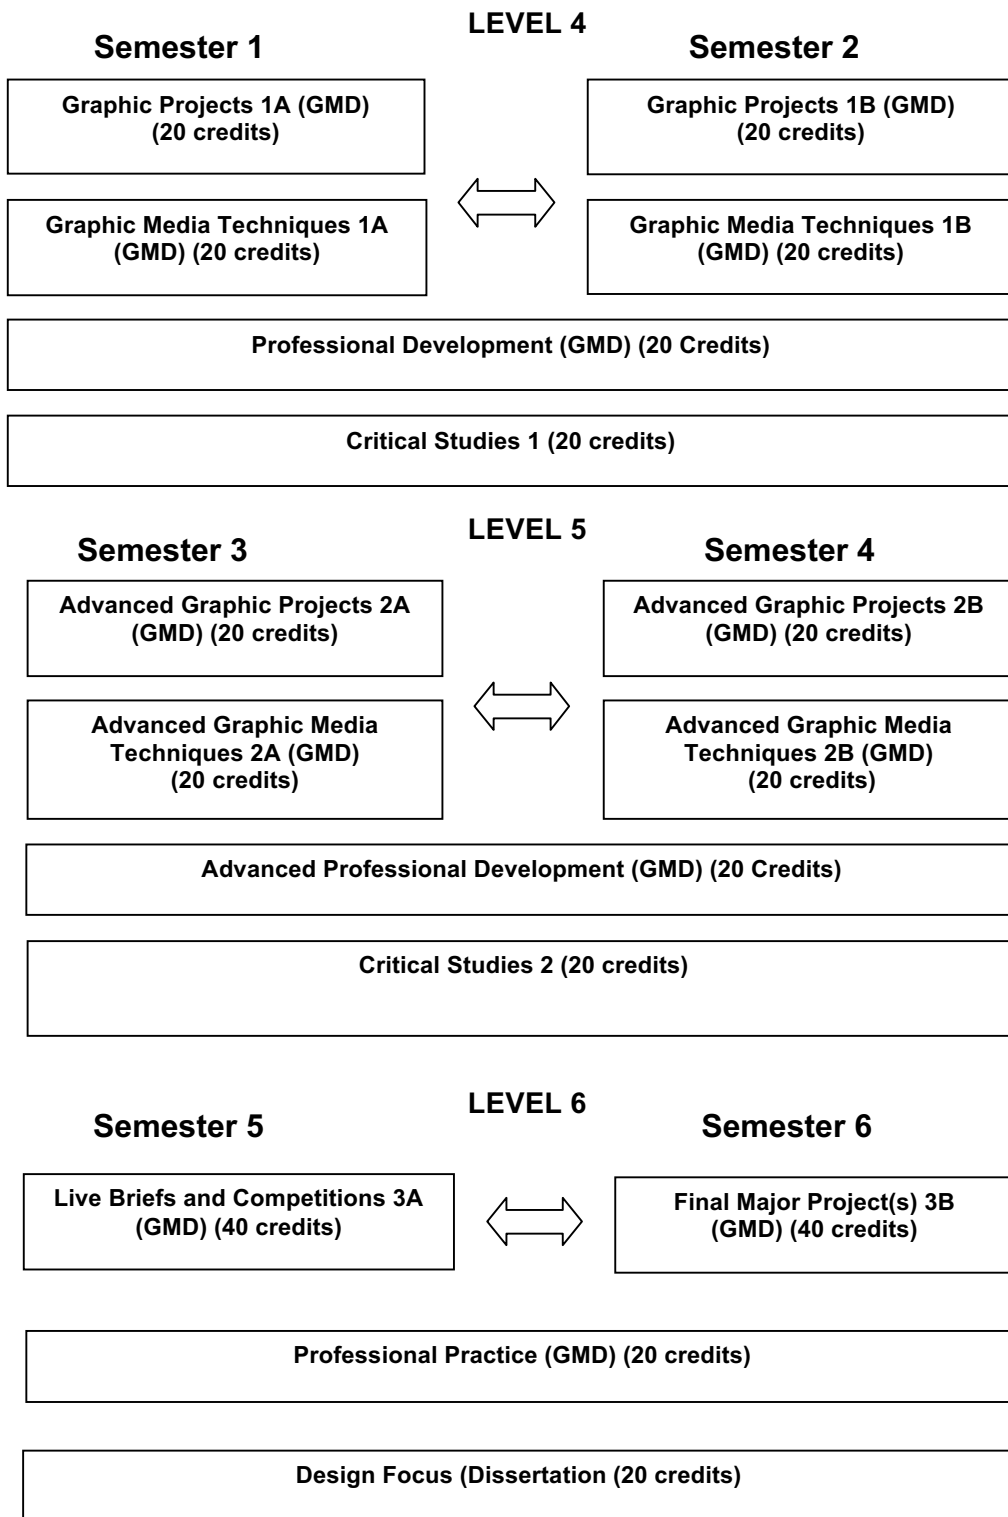 LEVEL 4
Semester 1
Semester 2
Graphic Projects 1A (GMD)
(20 credits)
Graphic Projects 1B (GMD)
(20 credits)
Graphic Media Techniques 1A
(GMD) (20 credits)
Graphic Media Techniques 1B
(GMD) (20 credits)
Professional Development (GMD) (20 Credits)
Critical Studies 1 (20 credits)
LEVEL 5
Semester 3
Semester 4
Advanced Graphic Projects 2A
(GMD) (20 credits)
Advanced Graphic Projects 2B
(GMD) (20 credits)
Advanced Graphic Media
Techniques 2A (GMD)
(20 credits)
Advanced Graphic Media
Techniques 2B (GMD)
(20 credits)
Advanced Professional Development (GMD) (20 Credits)
Critical Studies 2 (20 credits)
LEVEL 6
Semester 5
Semester 6
Live Briefs and Competitions 3A
(GMD) (40 credits)
Final Major Project(s) 3B
(GMD) (40 credits)
Professional Practice (GMD) (20 credits)
Design Focus (Dissertation (20 credits)